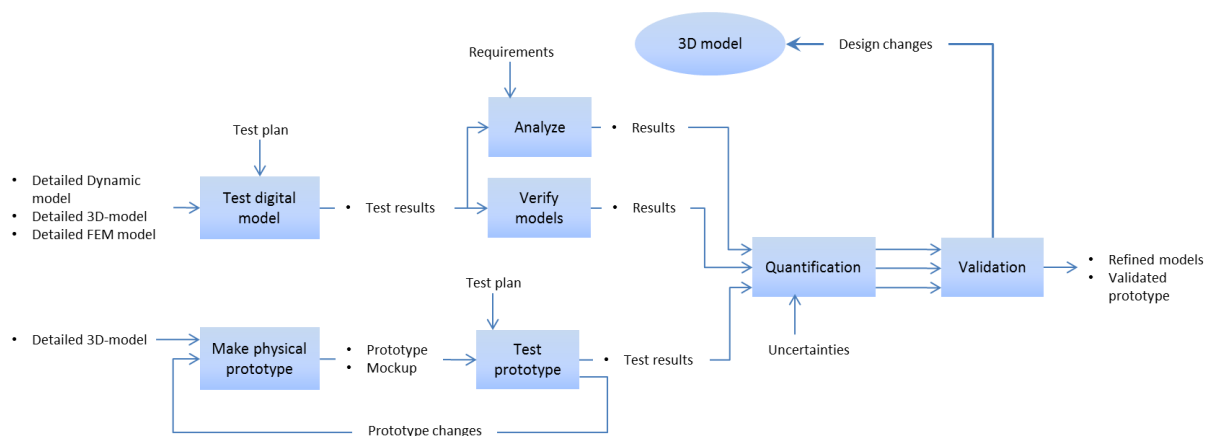 3D model
Design changes
Requirements
Analyze
• Results
Test plan
• Detailed Dynamic
model
• Detailed 3D-model
• Detailed FEM model
Test digital
model
• Test results
Verify
models
• Results
Quantification
Validation
• Refined models
• Validated
prototype
Test plan
• Detailed 3D-model
Make physical
prototype
• Prototype
• Mockup
Test
prototype
• Test results
Uncertainties
Prototype changes